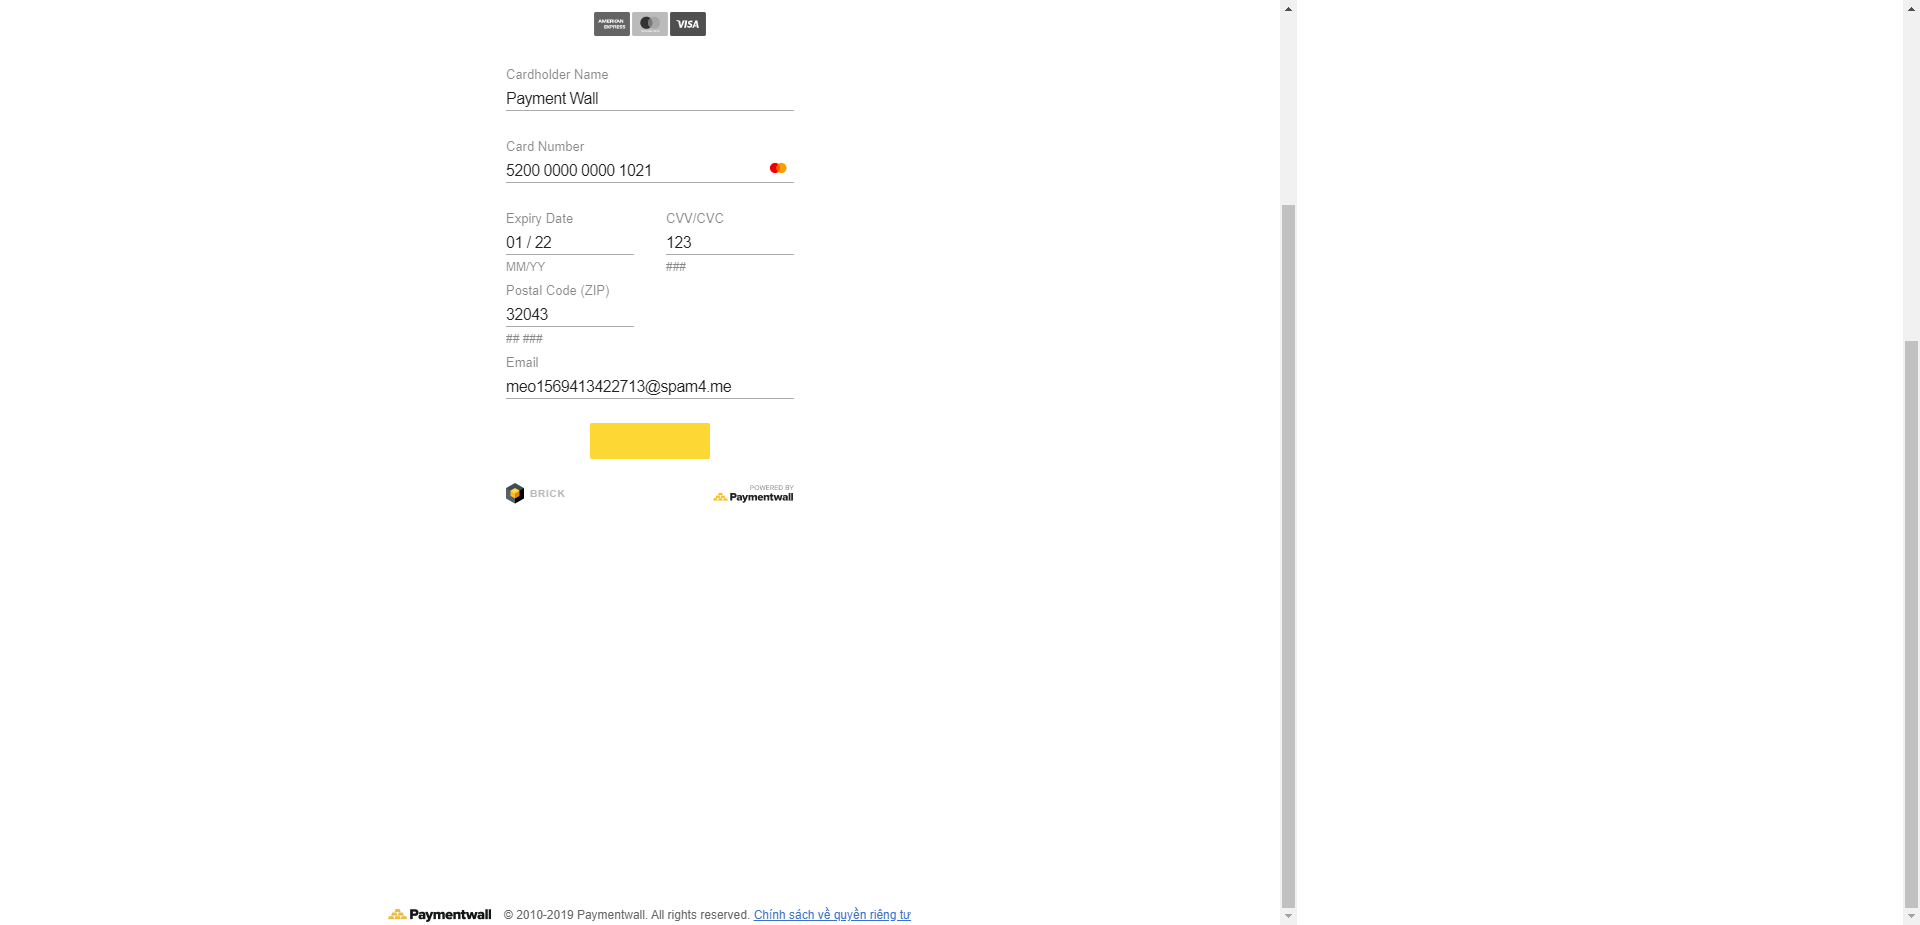 AMERICAN
EXPRESS
VISA
Cardholder Name
Payment Wall
Card Number
5200 0000 0000 1021
Expiry Date
CVV/CVC
01 / 22
123
MM/YY
###
Postal Code (ZIP)
32043
## ###
Email
meo1569413422713@spam4.me
BRICK
POWERED BY
Paymentwall
Paymentwall © 2010-2019 Paymentwall. All rights reserved. Chính sách về quyền riêng tư